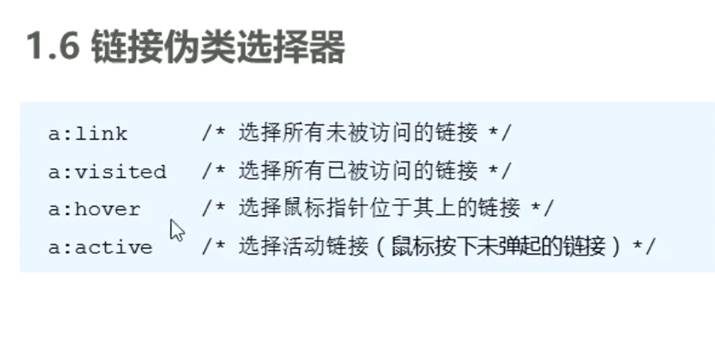 1.6 链接伪类选择器
a:link /* 选择所有未被访问的链接 */
a:visited /* 选择所有已被访问的链接 */
a:hover /* 选择鼠标指针位于其上的链接 */
a:active /* 选择活动链接（鼠标按下未弹起的链接）*/